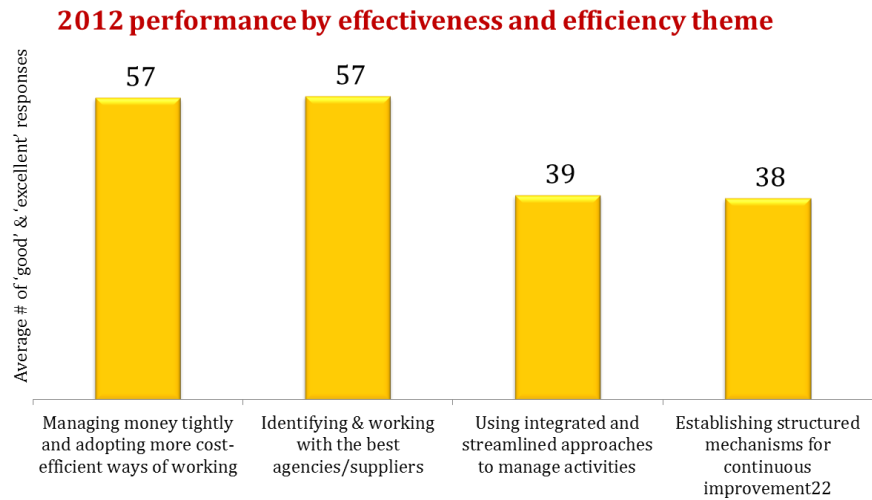 2012 performance by effectiveness and efficiency theme
Average # of ‘good’ & ‘excellent’ responses
57
57
39
38
Managing money tightly
and adopting more cost-
efficient ways of working
Identifying & working
with the best
agencies/suppliers
Using integrated and
streamlined approaches
to manage activities
Establishing structured
mechanisms for
continuous
improvement22